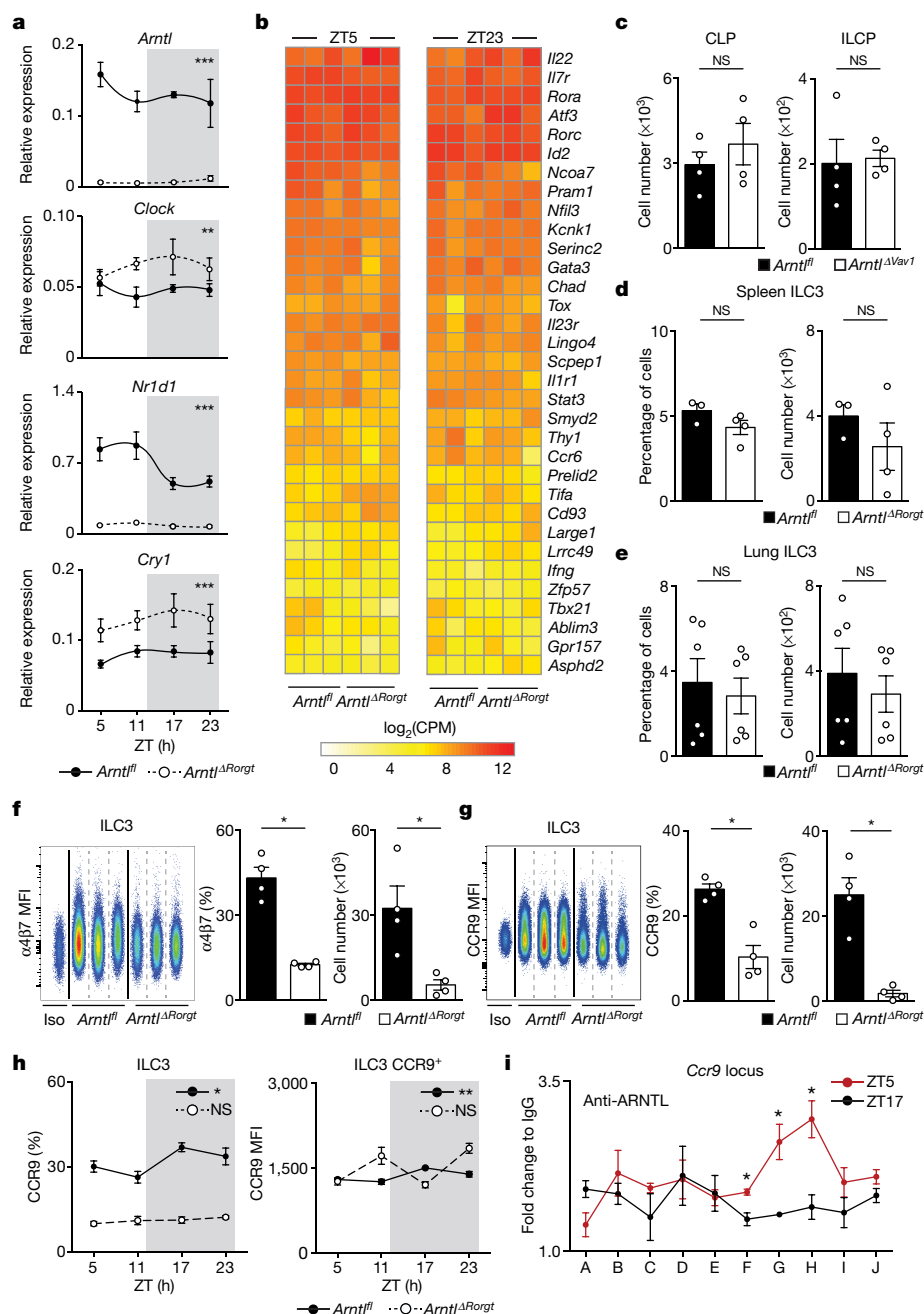 a
Arntl
Relative expression
0.2
0.1
0
***
Clock
Relative expression
0.10
0.05
0
**
Nr1d1
Relative expression
1.4
0.7
0
***
Cry1
Relative expression
0.2
0.1
0
***
5 11 17 23
ZT (h)
Arntl^fl Arntl^ΔRorgt
b
ZT5 ZT23
Il22
Il7r
Rora
Atf3
Rorc
Id2
Ncoa7
Pram1
Nfil3
Kcnk1
Serinc2
Gata3
Chad
Tox
Il23r
Lingo4
Scpep1
Il1r1
Stat3
Smyd2
Thy1
Ccr6
Prelid2
Tifa
Cd93
Large1
Lrrc49
Ifng
Zfp57
Tbx21
Ablim3
Gpr157
Asphd2
Arntl^fl Arntl^ΔRorgt Arntl^fl Arntl^ΔRorgt
log2(CPM)
0 4 8 12
c
CLP ILCP
NS NS
Cell number (×10^3)
6
3
0
Cell number (×10^2)
4
2
0
Arntl^fl Arntl^ΔVav1
d
Spleen ILC3
NS NS
Percentage of cells
10
5
0
Cell number (×10^3)
8
4
0
Arntl^fl Arntl^ΔRorgt
e
Lung ILC3
NS NS
Percentage of cells
8
4
0
Cell number (×10^2)
8
4
0
Arntl^fl Arntl^ΔRorgt
f
ILC3
α4β7 MFI
Iso Arntl^fl Arntl^ΔRorgt
α4β7 (%)
60
30
0
*
Cell number (×10^3)
60
30
0
*
Arntl^fl Arntl^ΔRorgt
g
ILC3
CCR9 MFI
Iso Arntl^fl Arntl^ΔRorgt
CCR9 (%)
40
20
0
*
Cell number (×10^3)
40
20
0
*
Arntl^fl Arntl^ΔRorgt
h
ILC3
CCR9 (%)
60
30
0
*
NS
5 11 17 23
ZT (h)
ILC3 CCR9+
CCR9 MFI
3,000
1,500
0
**
NS
5 11 17 23
ZT (h)
Arntl^fl Arntl^ΔRorgt
i
Ccr9 locus
Anti-ARNTL
ZT5
ZT17
Fold change to IgG
3.5
1.0
* * *
A B C D E F G H I J